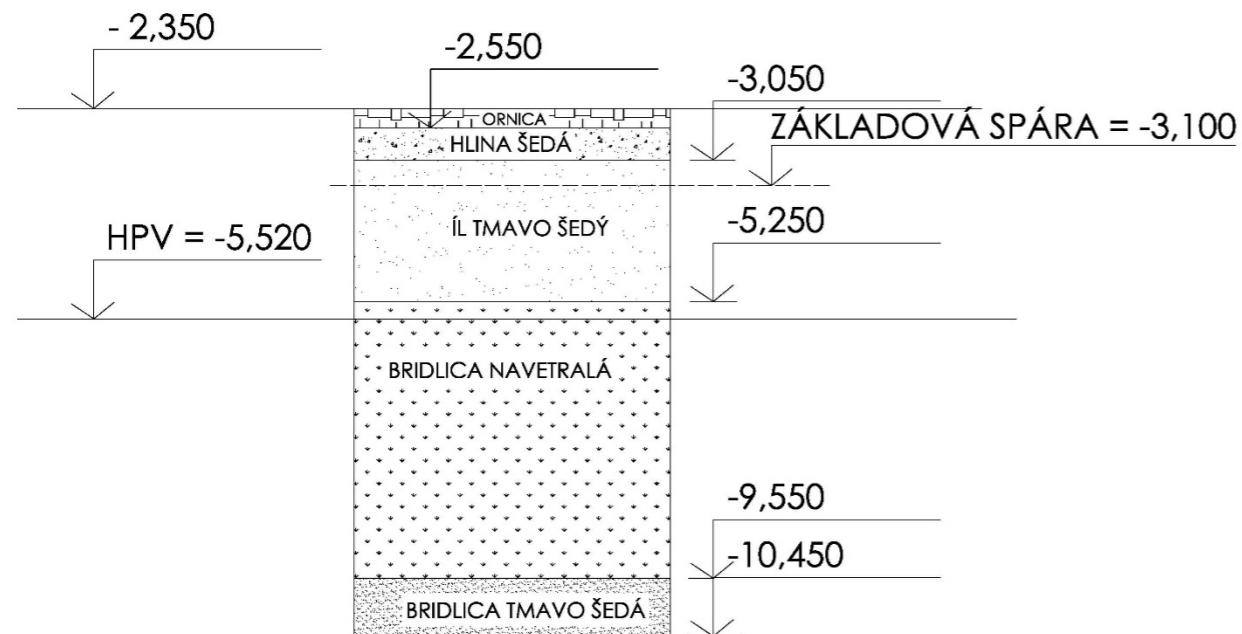 - 2,350
-2,550
-3,050
ORNICA
ZÁKLADOVÁ SPÁRA = -3,100
HLINA ŠEDÁ
ÍL TMAVO ŠEDÝ
-5,250
HPV = -5,520
BRIDLICA NAVETRALÁ
-9,550
-10,450
BRIDLICA TMAVO ŠEDÁ